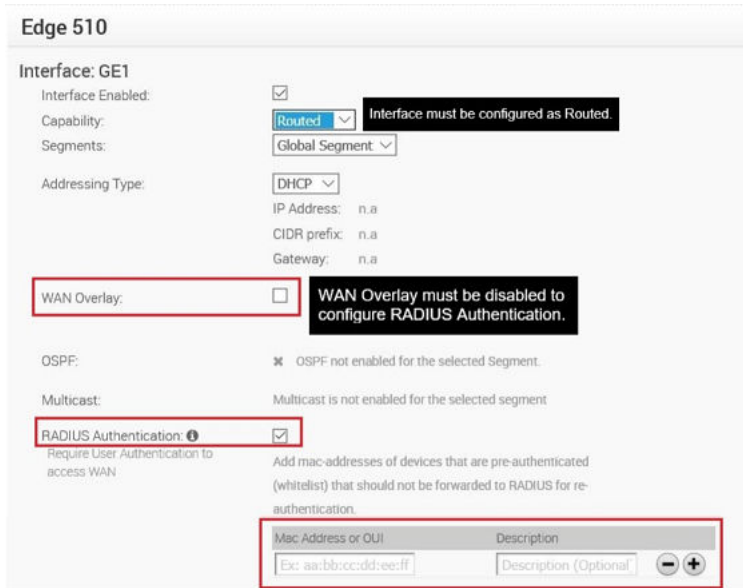 Edge 510
Interface: GE1
Interface Enabled:
Capability: Routed Interface must be configured as Routed.
Segments: Global Segment
Addressing Type: DHCP
IP Address: n.a
CIDR prefix: n.a
Gateway: n.a
WAN Overlay: WAN Overlay must be disabled to
configure RADIUS Authentication.
OSPF: OSPF not enabled for the selected Segment.
Multicast: Multicast is not enabled for the selected segment
RADIUS Authentication:
Require User Authentication to
access WAN
Add mac-addresses of devices that are pre-authenticated
(whitelist) that should not be forwarded to RADIUS for re-
authentication.
Mac Address or OUI Description
Ex: aa:bb:cc:dd:ee:ff Description (Optional)